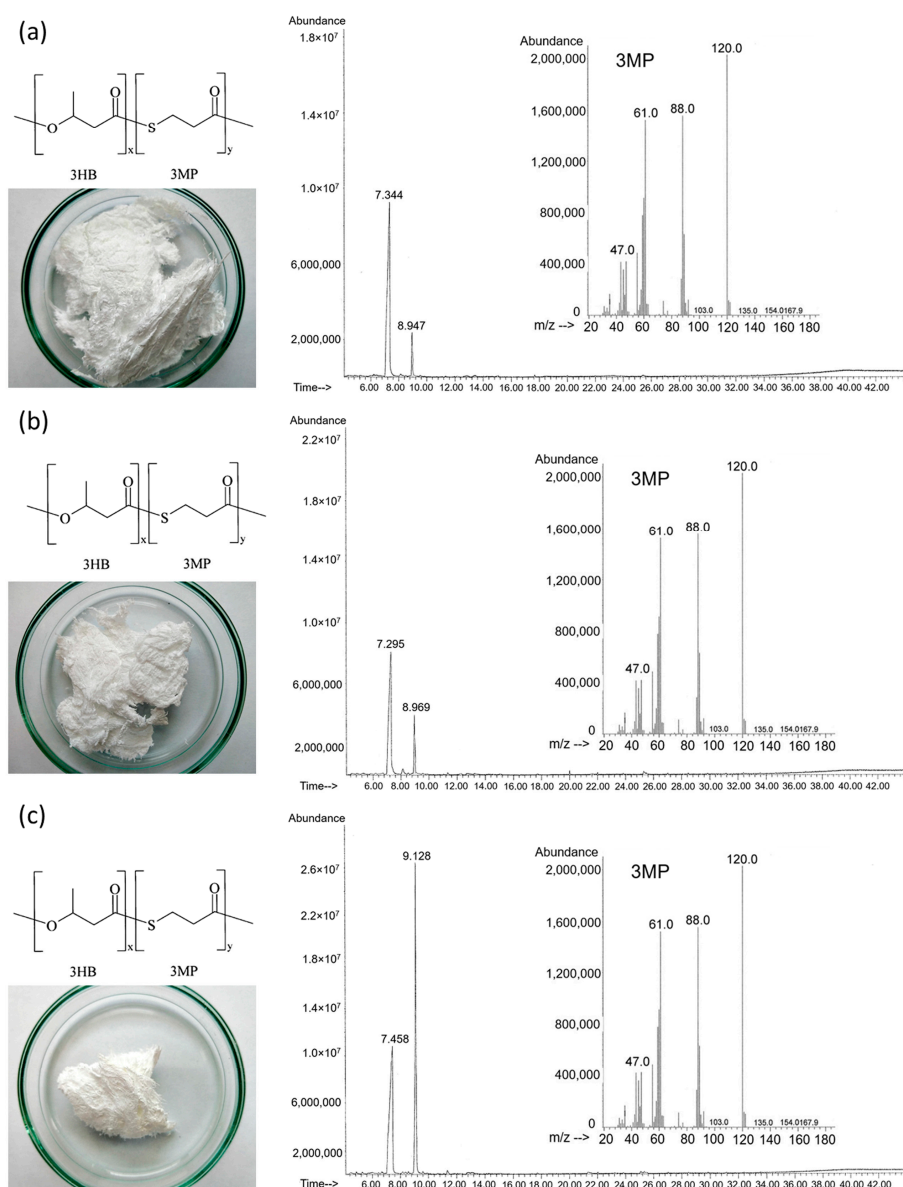 (a)
O
O
S
x
y
3HB
3MP
Abundance
1.8×10⁷
1.4×10⁷
1.0×10⁷
6,000,000
2,000,000
7.344
8.947
Time-->
6.00 8.00 10.00 12.00 14.00 16.00 18.00 20.00 22.00 24.00 26.00 28.00 30.00 32.00 34.00 36.00 38.00 40.00 42.00
Abundance
3MP
2,000,000
1,600,000
1,200,000
800,000
400,000
0
47.0
61.0
88.0
120.0
103.0 135.0 154.0167.9
m/z -->
20 40 60 80 100 120 140 160 180
(b)
O
O
S
O
x
y
3HB
3MP
Abundance
2.2×10⁷
1.8×10⁷
1.4×10⁷
1.0×10⁷
6,000,000
2,000,000
7.295
8.969
Time-->
6.00 8.00 10.00 12.00 14.00 16.00 18.00 20.00 22.00 24.00 26.00 28.00 30.00 32.00 34.00 36.00 38.00 40.00 42.00
Abundance
3MP
2,000,000
1,600,000
1,200,000
800,000
400,000
0
47.0
61.0
88.0
120.0
103.0 135.0 154.0167.9
m/z -->
20 40 60 80 100 120 140 160 180
(c)
O
O
S
O
x
y
3HB
3MP
Abundance
2.6×10⁷
2.2×10⁷
1.8×10⁷
1.4×10⁷
1.0×10⁷
6,000,000
2,000,000
7.458
9.128
Time-->
6.00 8.00 10.00 12.00 14.00 16.00 18.00 20.00 22.00 24.00 26.00 28.00 30.00 32.00 34.00 36.00 38.00 40.00 42.00
Abundance
3MP
2,000,000
1,600,000
1,200,000
800,000
400,000
0
47.0
61.0
88.0
120.0
103.0 135.0 154.0167.9
m/z -->
20 40 60 80 100 120 140 160 180